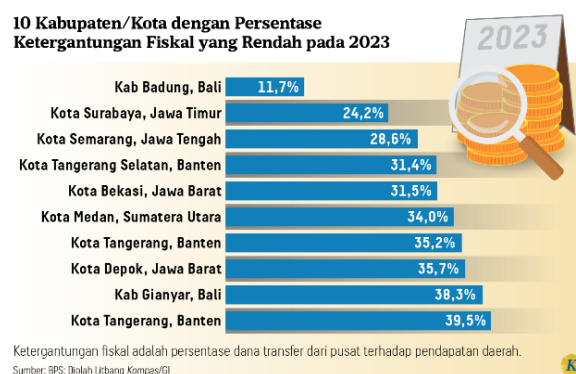 10 Kabupaten/Kota dengan Persentase
Ketergantungan Fiskal yang Rendah pada 2023
2023
Kab Badung, Bali 11,7%
Kota Surabaya, Jawa Timur 24,2%
Kota Semarang, Jawa Tengah 28,6%
Kota Tangerang Selatan, Banten 31,4%
Kota Bekasi, Jawa Barat 31,5%
Kota Medan, Sumatera Utara 34,0%
Kota Tangerang, Banten 35,2%
Kota Depok, Jawa Barat 35,7%
Kab Gianyar, Bali 38,3%
Kota Tangerang, Banten 39,5%
Ketergantungan fiskal adalah persentase dana transfer dari pusat terhadap pendapatan daerah.
Sumber: BPS; Diolah Litbang Kompas/GI
K